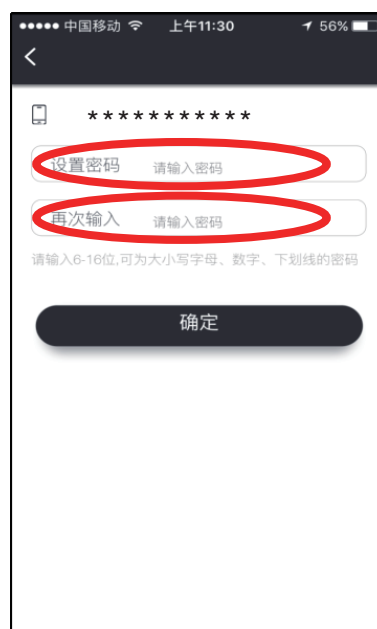 中国移动 上午11:30 56%
***********
设置密码 请输入密码
再次输入 请输入密码
请输入6-16位,可为大小写字母、数字、下划线的密码
确定